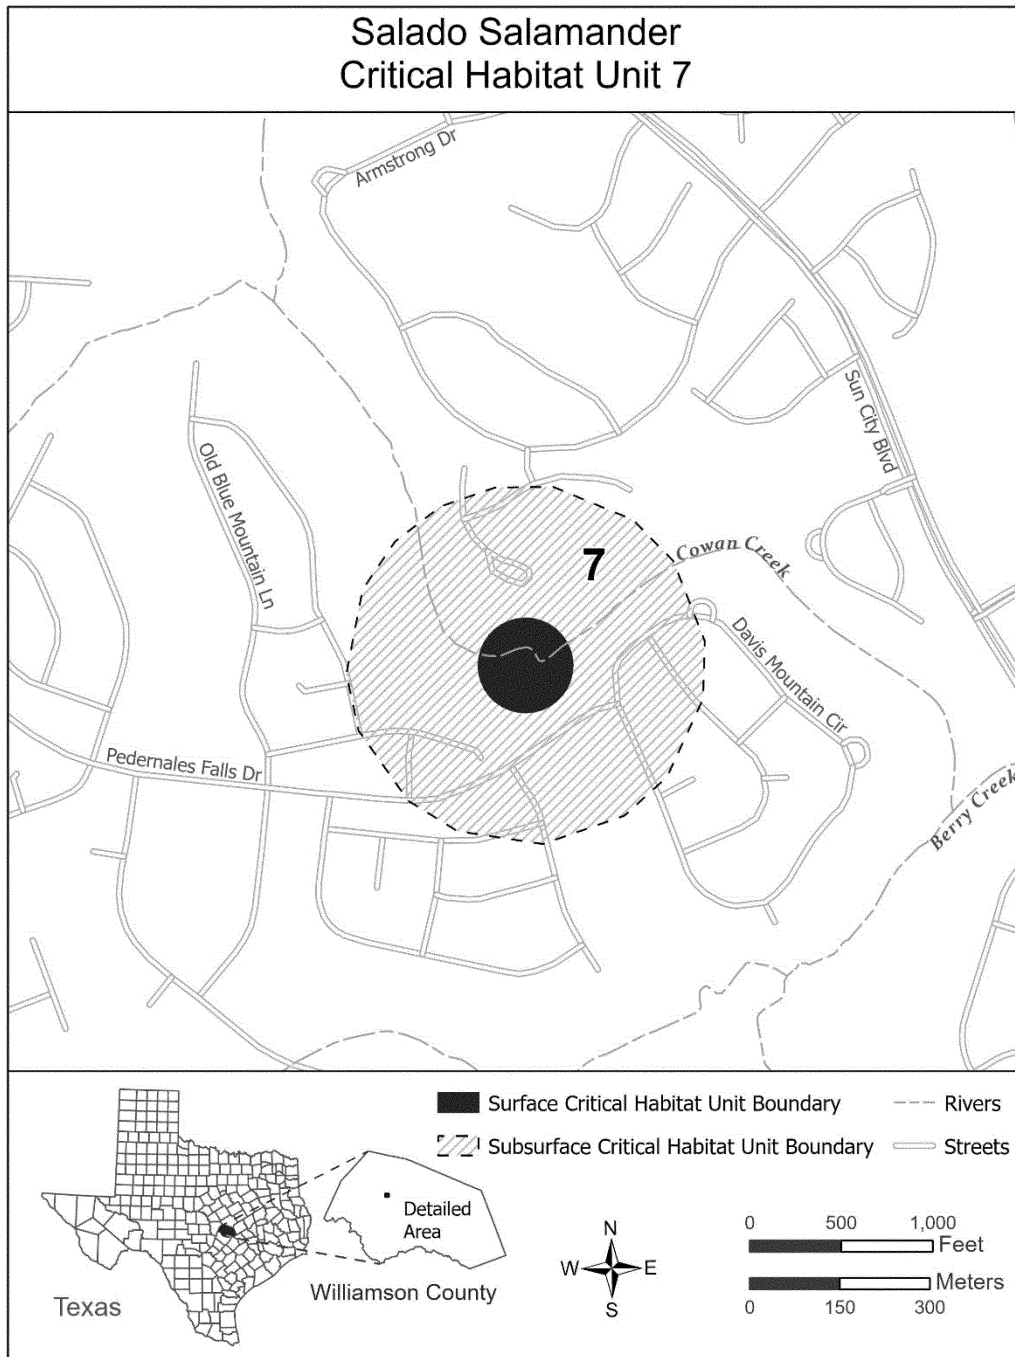 Salado Salamander
Critical Habitat Unit 7
Armstrong Dr
Sun City Blvd
Old Blue Mountain Ln
7
Cowan Creek
Davis Mountain Cir
Pedernales Falls Dr
Berry Creek
Surface Critical Habitat Unit Boundary
Rivers
Subsurface Critical Habitat Unit Boundary
Streets
Detailed
Area
Williamson County
Texas
N
W E
S
0 500 1,000
Feet
Meters
0 150 300